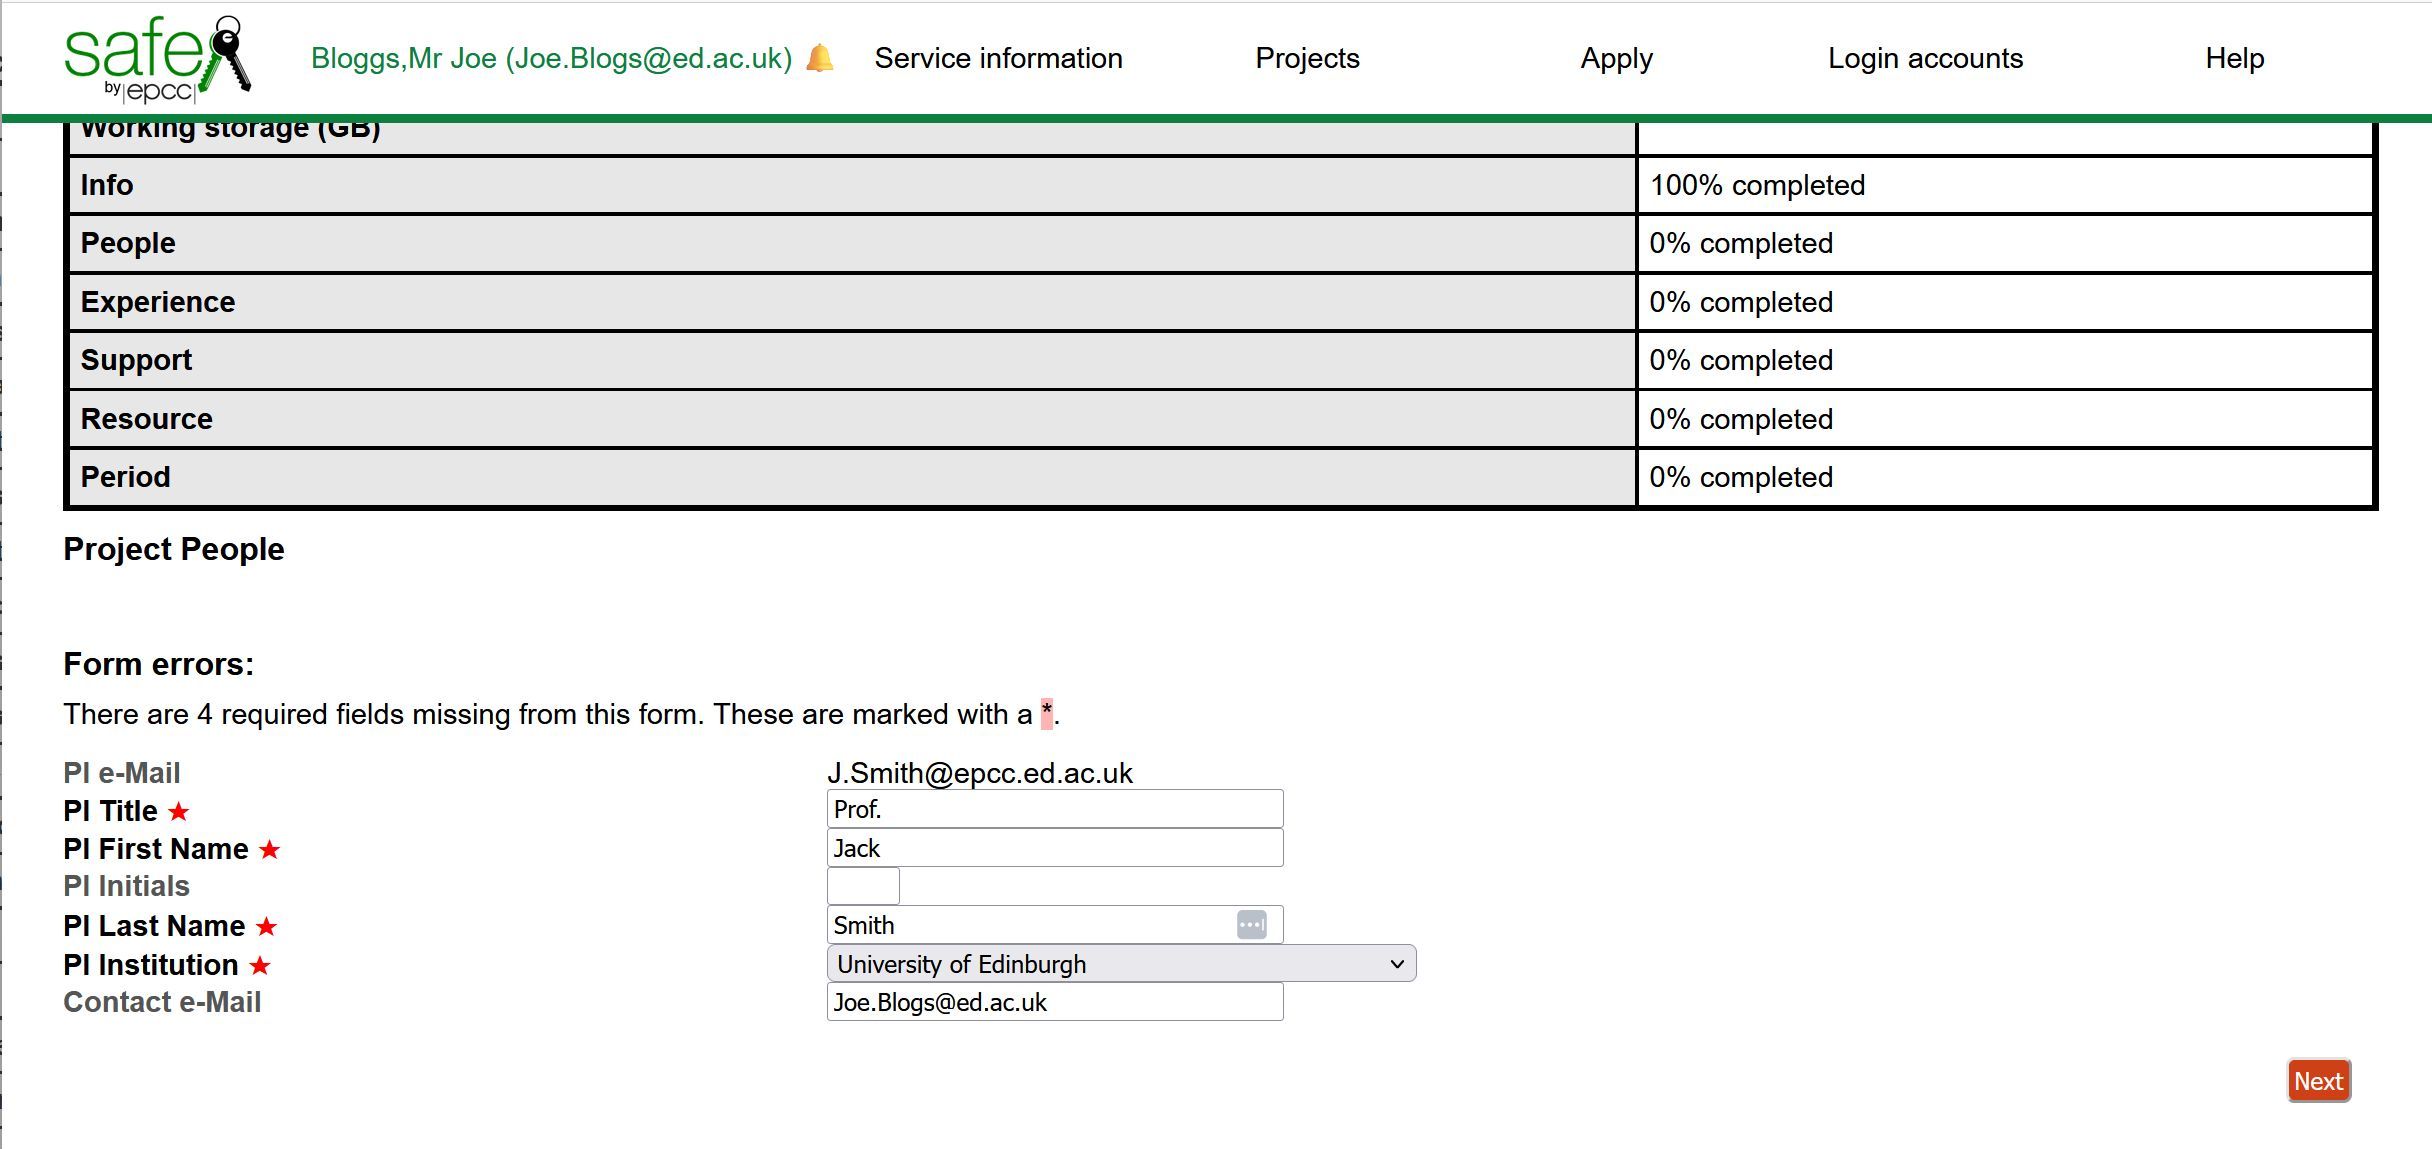 safe
by |epcc|
Bloggs,Mr Joe (Joe.Blogs@ed.ac.uk) Service information Projects Apply Login accounts Help
Working storage (GB)
Info 100% completed
People 0% completed
Experience 0% completed
Support 0% completed
Resource 0% completed
Period 0% completed
Project People
Form errors:
There are 4 required fields missing from this form. These are marked with a *.
PI e-Mail J.Smith@epcc.ed.ac.uk
PI Title ★ Prof.
PI First Name ★ Jack
PI Initials
PI Last Name ★ Smith
PI Institution ★ University of Edinburgh
Contact e-Mail Joe.Blogs@ed.ac.uk
Next